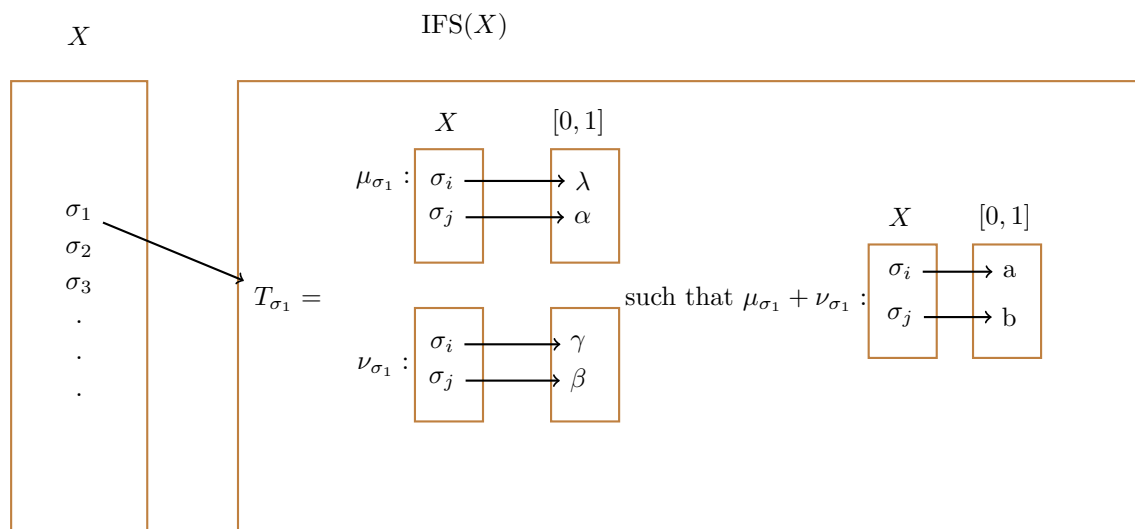 X
IFS(X)
X
[0, 1]
μ_{σ_1} :
σ_i
λ
σ_j
α
σ_1
σ_2
σ_3
.
.
.
T_{σ_1} =
ν_{σ_1} :
σ_i
γ
σ_j
β
such that μ_{σ_1} + ν_{σ_1} :
X
[0, 1]
σ_i
a
σ_j
b